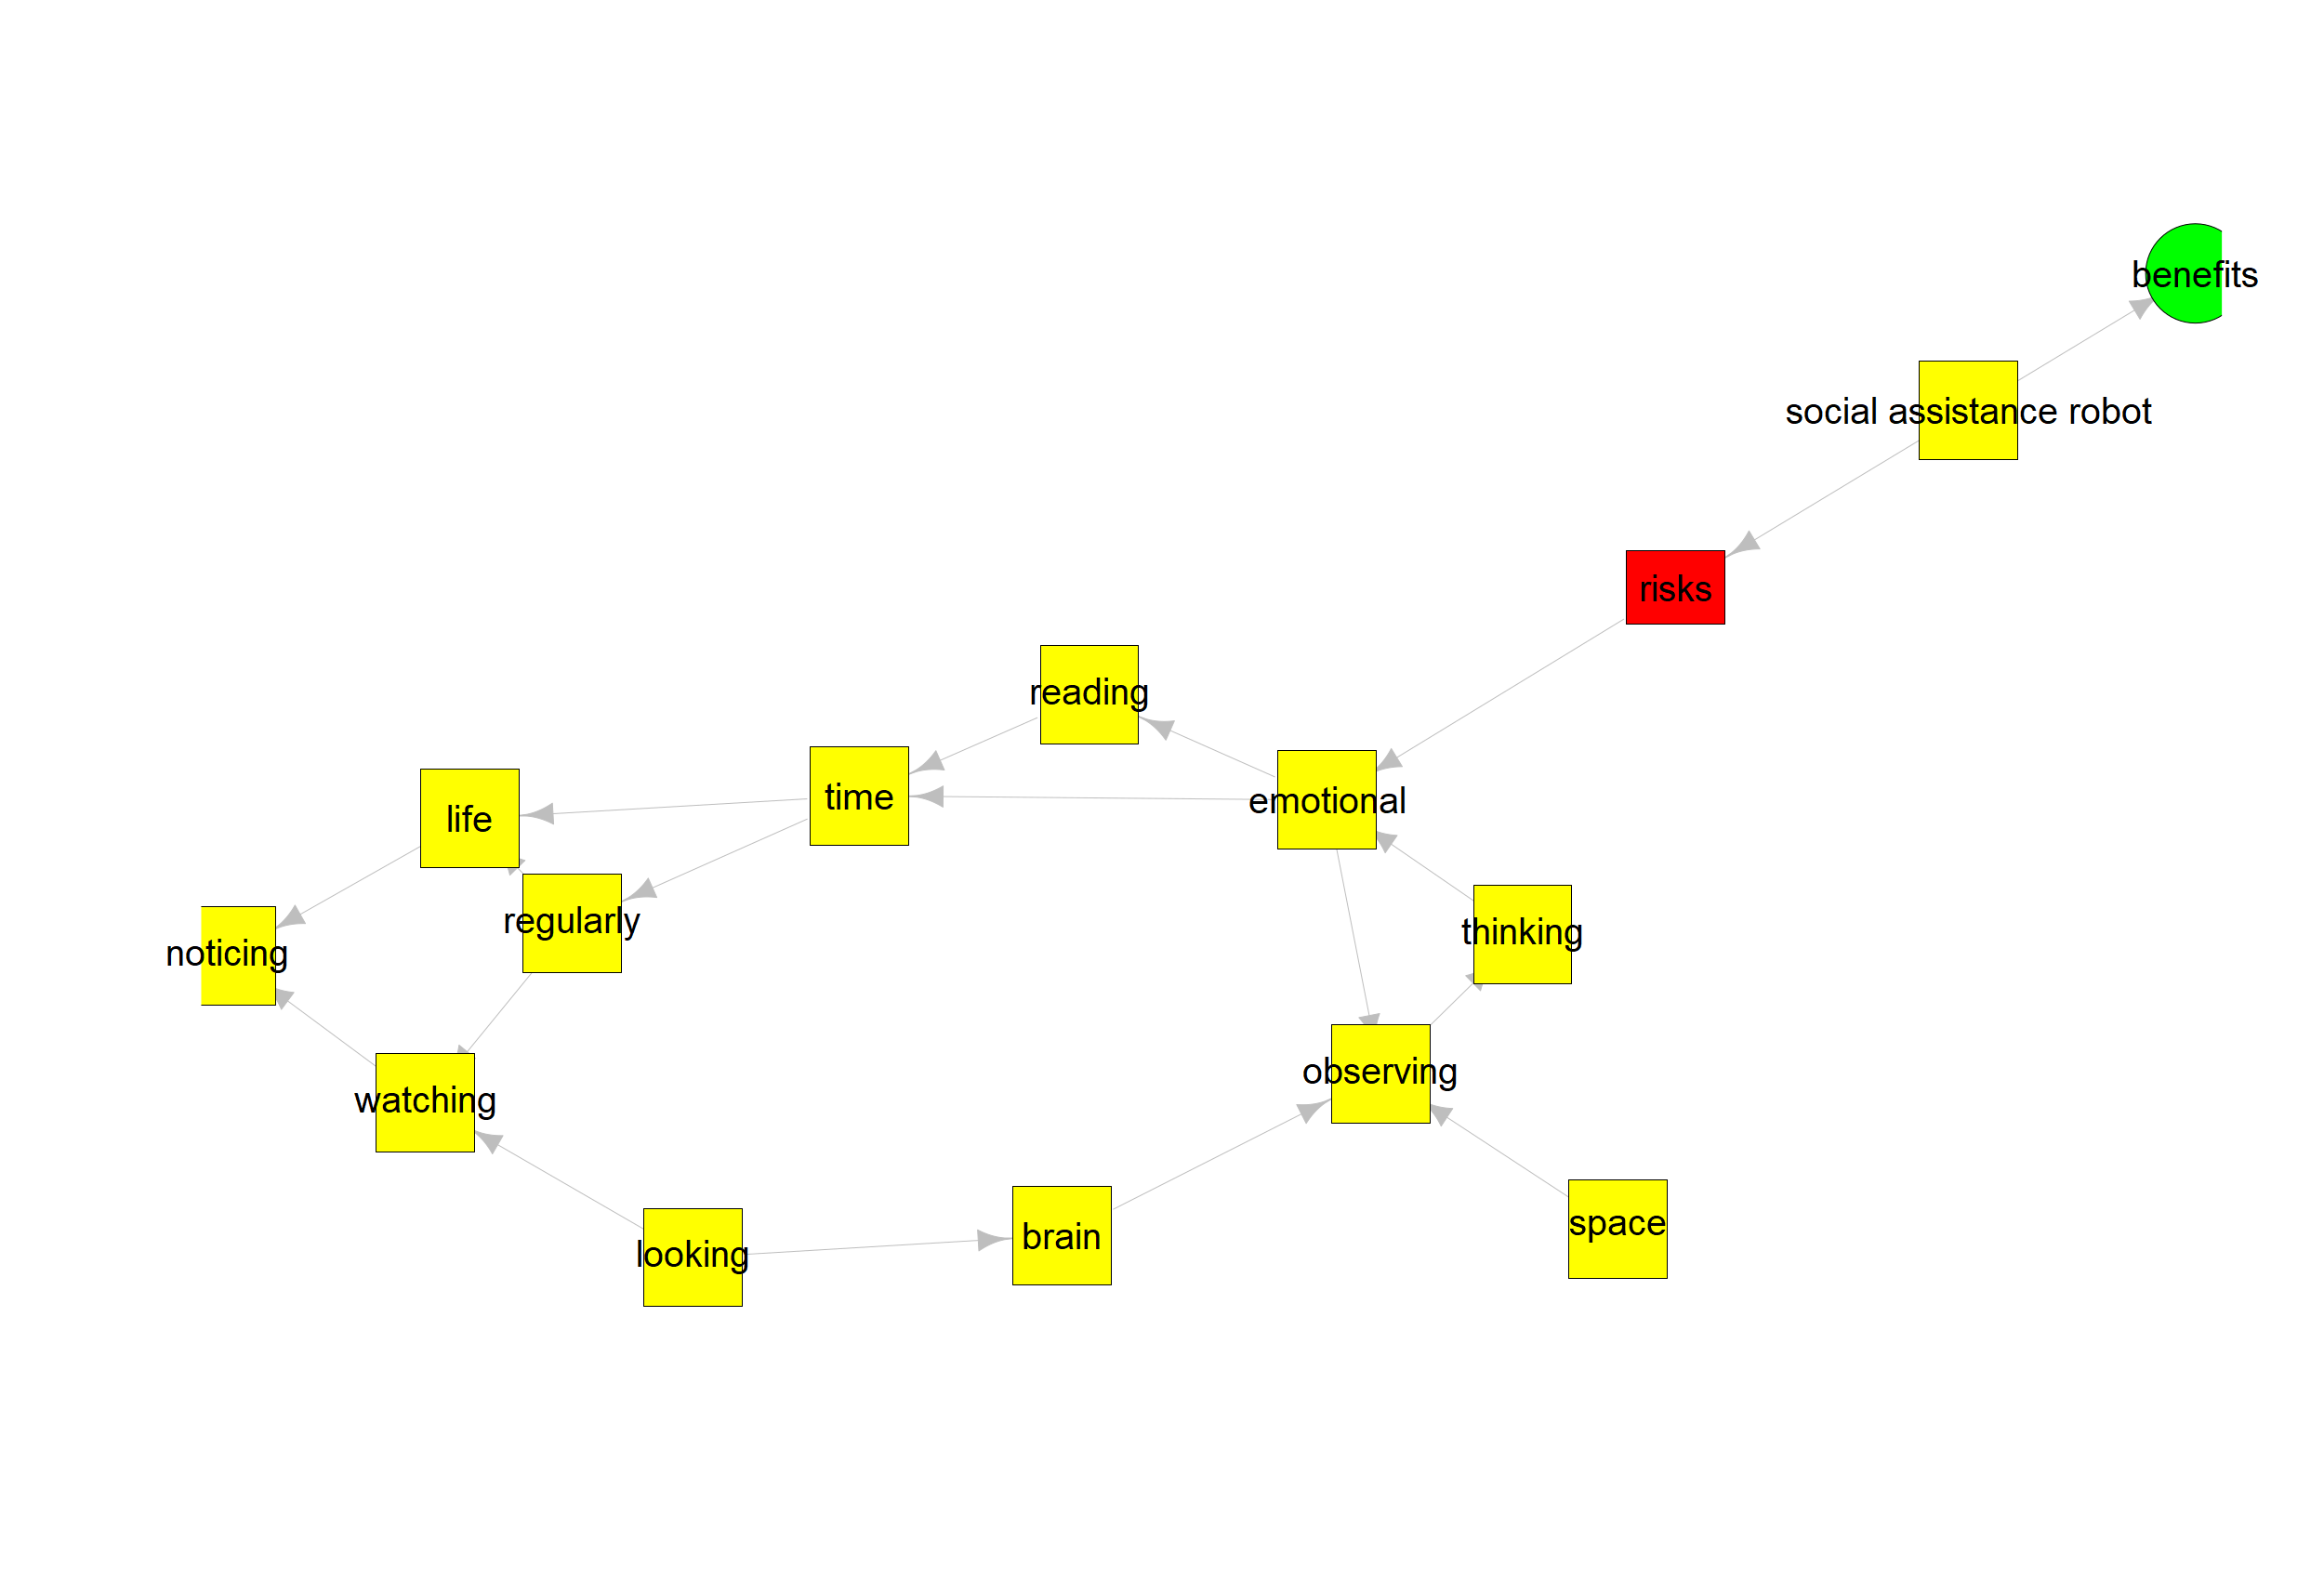 benefits
social assistance robot
risks
reading
time
emotional
life
regularly
thinking
noticing
observing
watching
space
brain
looking